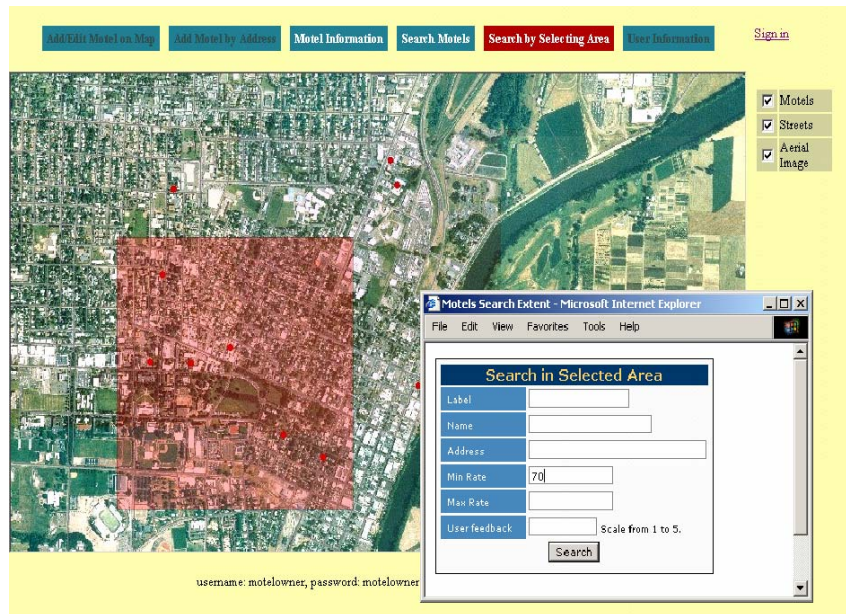 Add/Edit Motel on Map Add Motel by Address Motel Information Search Motels Search by Selecting Area User Information Sign in
Motels
Streets
Aerial
Image
Motels Search Extent - Microsoft Internet Explorer
File Edit View Favorites Tools Help
Search in Selected Area
Label
Name
Address
Min Rate 70
Max Rate
User feedback Scale from 1 to 5.
Search
username: motelowner, password: motelowner